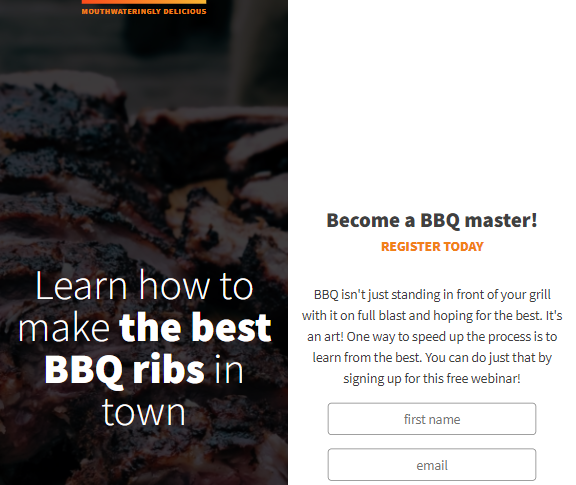 MOUTHWATERINGLY DELICIOUS
Learn how to
make the best
BBQ ribs in
town
Become a BBQ master!
REGISTER TODAY
BBQ isn't just standing in front of your grill
with it on full blast and hoping for the best. It's
an art! One way to speed up the process is to
learn from the best. You can do just that by
signing up for this free webinar!
first name
email